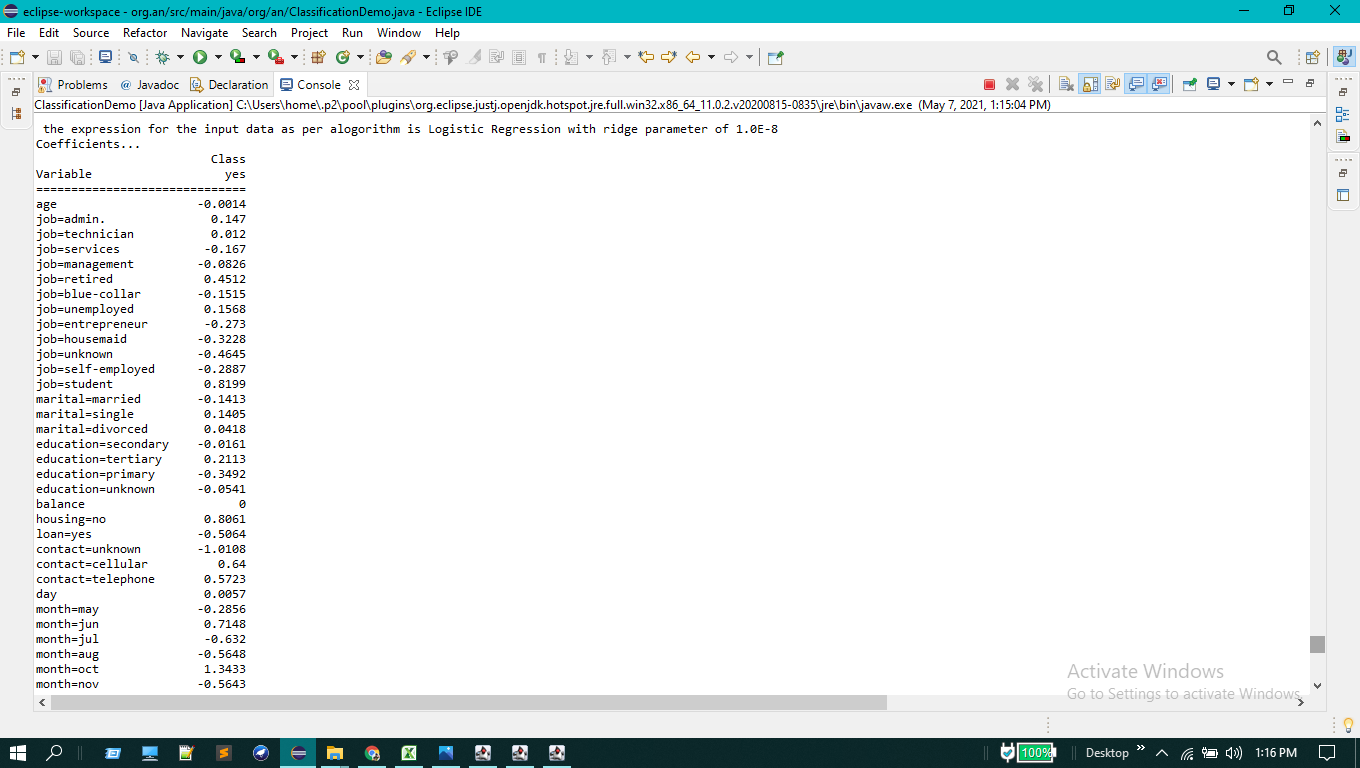 eclipse-workspace - org.an/src/main/java/org/an/ClassificationDemo.java - Eclipse IDE
File Edit Source Refactor Navigate Search Project Run Window Help
Problems @ Javadoc Declaration Console
ClassificationDemo [Java Application] C:\Users\home\.p2\pool\plugins\org.eclipse.justj.openjdk.hotspot.jre.full.win32.x86_64_11.0.2.v20200815-0835\jre\bin\javaw.exe (May 7, 2021, 1:15:04 PM)
the expression for the input data as per alogorithm is Logistic Regression with ridge parameter of 1.0E-8
Coefficients...
Class
Variable yes
==============================
age -0.0014
job=admin. 0.147
job=technician 0.012
job=services -0.167
job=management -0.0826
job=retired 0.4512
job=blue-collar -0.1515
job=unemployed 0.1568
job=entrepreneur -0.273
job=housemaid -0.3228
job=unknown -0.4645
job=self-employed -0.2887
job=student 0.8199
marital=married -0.1413
marital=single 0.1405
marital=divorced 0.0418
education=secondary -0.0161
education=tertiary 0.2113
education=primary -0.3492
education=unknown -0.0541
balance 0
housing=no 0.8061
loan=yes -0.5064
contact=unknown -1.0108
contact=cellular 0.64
contact=telephone 0.5723
day 0.0057
month=may -0.2856
month=jun 0.7148
month=jul -0.632
month=aug -0.5648
month=oct 1.3433
month=nov -0.5643
Activate Windows
Go to Settings to activate Windows.
100% Desktop 1:16 PM